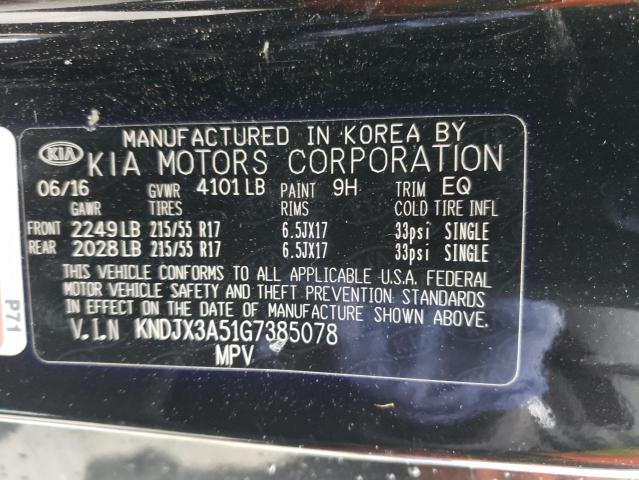 MANUFACTURED IN KOREA BY
KIA KIA MOTORS CORPORATION
06/16 GVWR 4101 LB PAINT 9H TRIM EQ
GAWR TIRES RIMS COLD TIRE INFL
FRONT 2249 LB 215/55 R17 6.5JX17 33psi SINGLE
REAR 2028 LB 215/55 R17 6.5JX17 33psi SINGLE
THIS VEHICLE CONFORMS TO ALL APPLICABLE U.S.A. FEDERAL
MOTOR VEHICLE SAFETY AND THEFT PREVENTION STANDARDS
IN EFFECT ON THE DATE OF MANUFACTURE SHOWN ABOVE.
V.I.N KNDJX3A51G7385078
MPV
P71